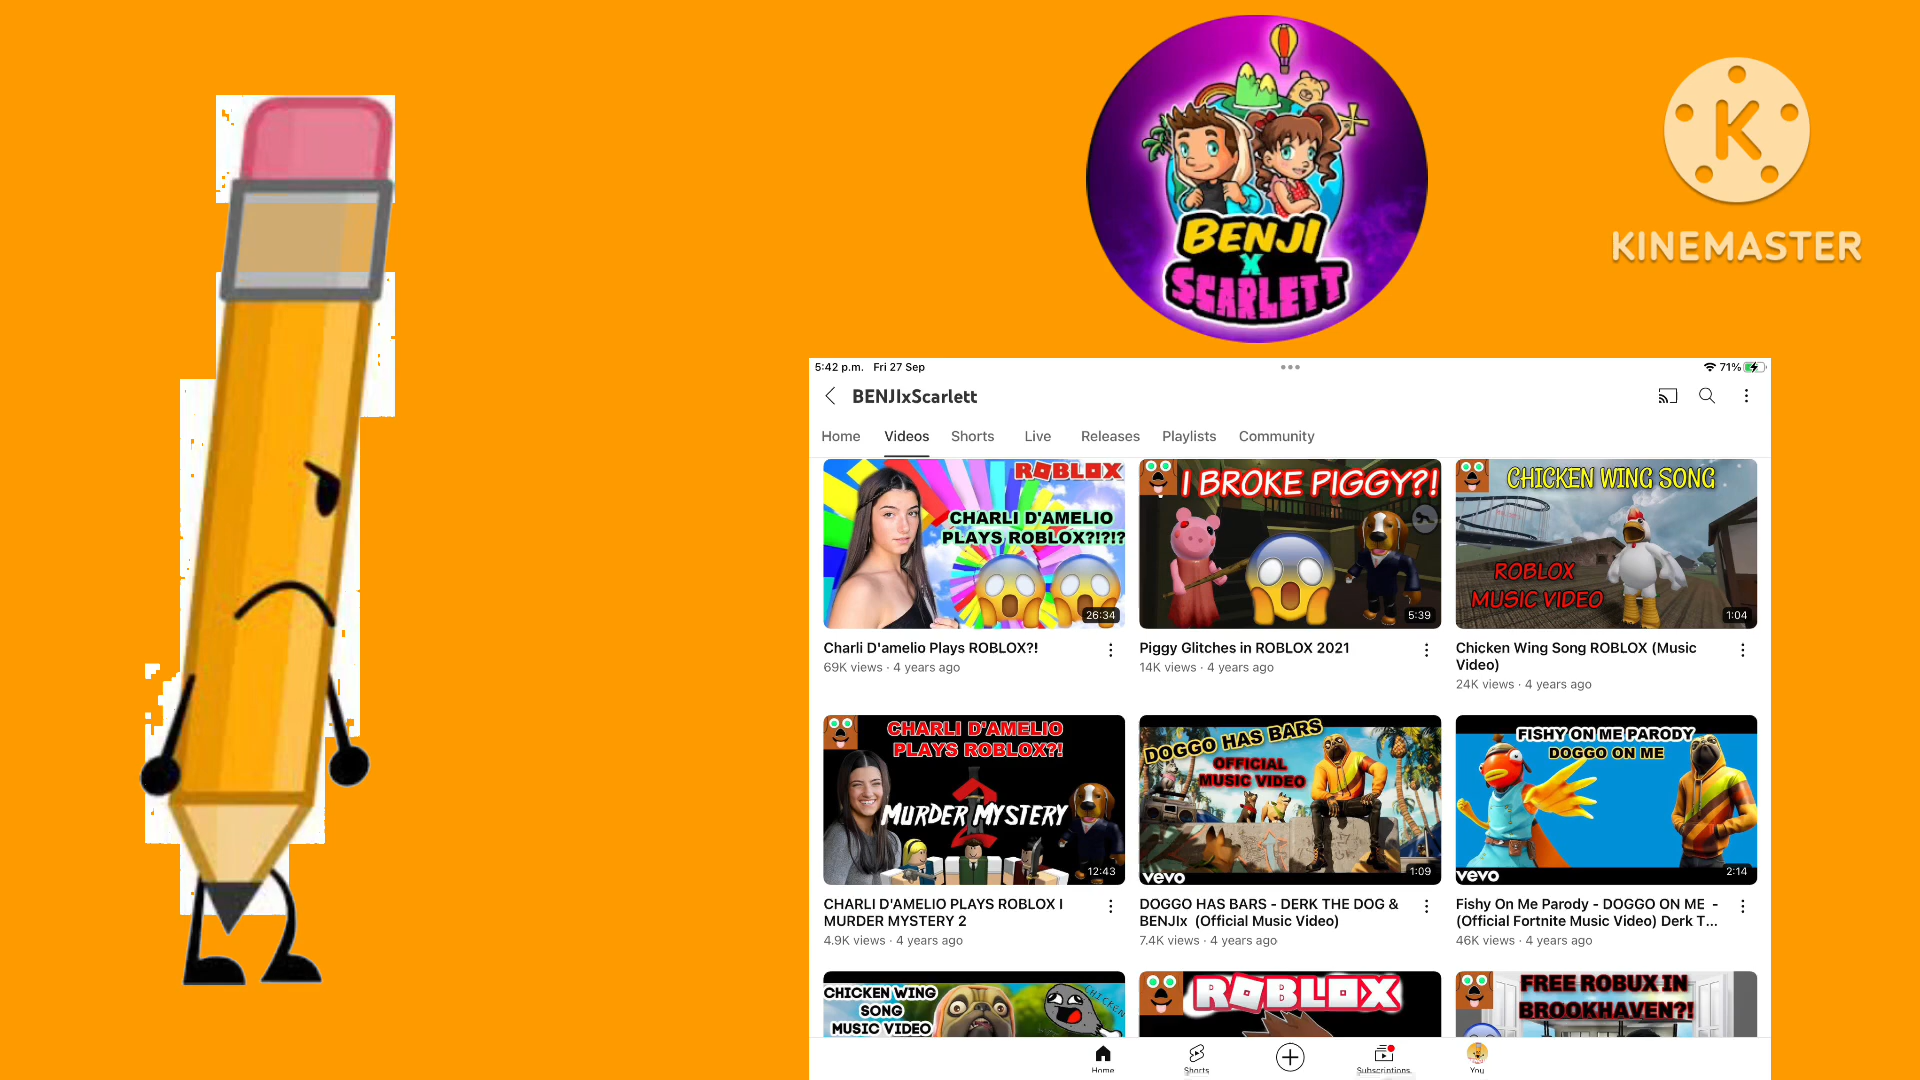 BENJI
X
SCARLETT
K
KINEMASTER
5:42 p.m. Fri 27 Sep
71%
BENJIxScarlett
Home Videos Shorts Live Releases Playlists Community
ROBLOX
CHARLI D'AMELIO
PLAYS ROBLOX?!?!?
26:34
I BROKE PIGGY?!
5:39
CHICKEN WING SONG
ROBLOX
MUSIC VIDEO
1:04
Charli D'amelio Plays ROBLOX?!
69K views · 4 years ago
Piggy Glitches in ROBLOX 2021
14K views · 4 years ago
Chicken Wing Song ROBLOX (Music
Video)
24K views · 4 years ago
CHARLI D'AMELIO
PLAYS ROBLOX?!
MURDER MYSTERY
2
12:43
DOGGO HAS BARS
OFFICIAL
MUSIC VIDEO
vevo
1:09
FISHY ON ME PARODY
DOGGO ON ME
vevo
2:14
CHARLI D'AMELIO PLAYS ROBLOX I
MURDER MYSTERY 2
4.9K views · 4 years ago
DOGGO HAS BARS - DERK THE DOG &
BENJIx (Official Music Video)
7.4K views · 4 years ago
Fishy On Me Parody - DOGGO ON ME -
(Official Fortnite Music Video) Derk T...
46K views · 4 years ago
CHICKEN WING
SONG
MUSIC VIDEO
CHICKEN
ROBLOX
FREE ROBUX IN
BROOKHAVEN?!
Home Shorts Subscriptions You